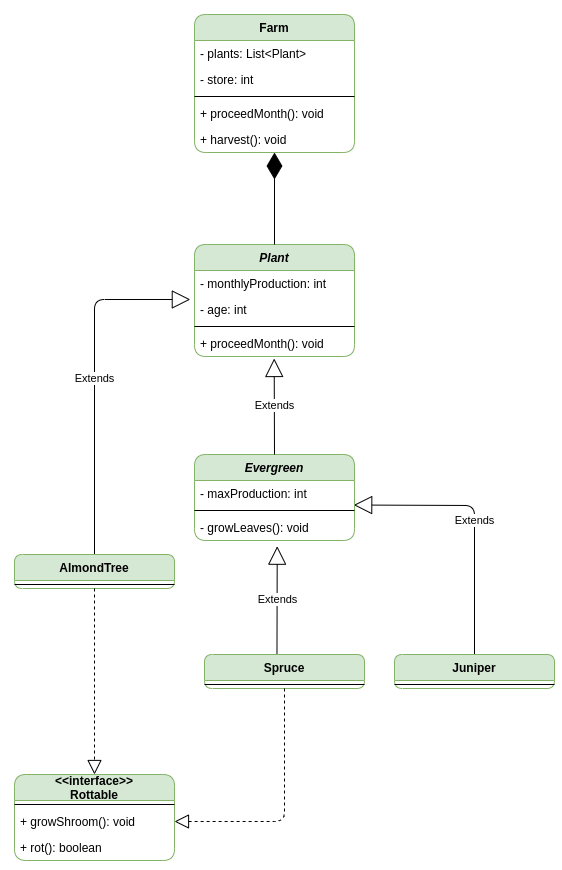 Farm
- plants: List<Plant>
- store: int
+ proceedMonth(): void
+ harvest(): void
Plant
- monthlyProduction: int
- age: int
+ proceedMonth(): void
Extends
Extends
Evergreen
- maxProduction: int
- growLeaves(): void
Extends
AlmondTree
Extends
Spruce
Juniper
<<interface>>
Rottable
+ growShroom(): void
+ rot(): boolean